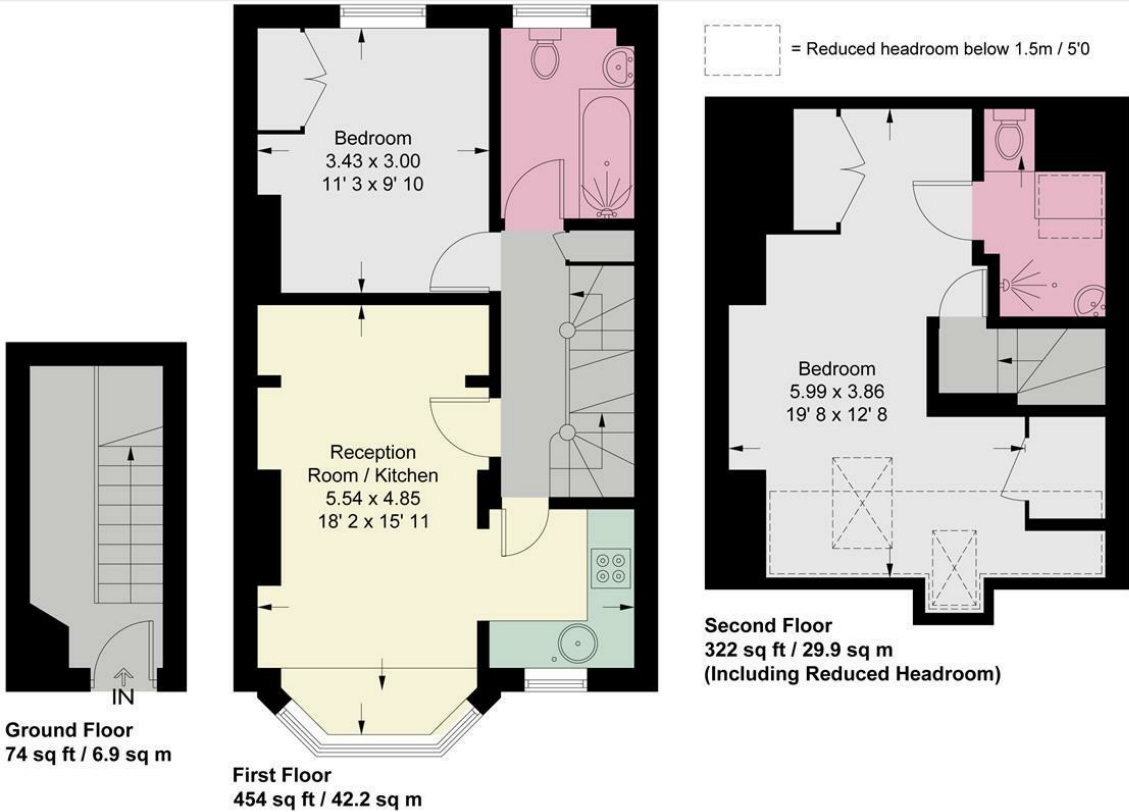 = Reduced headroom below 1.5m / 5'0
Bedroom
3.43 x 3.00
11' 3 x 9' 10
Reception
Room / Kitchen
5.54 x 4.85
18' 2 x 15' 11
Bedroom
5.99 x 3.86
19' 8 x 12' 8
IN
Ground Floor
74 sq ft / 6.9 sq m
First Floor
454 sq ft / 42.2 sq m
Second Floor
322 sq ft / 29.9 sq m
(Including Reduced Headroom)